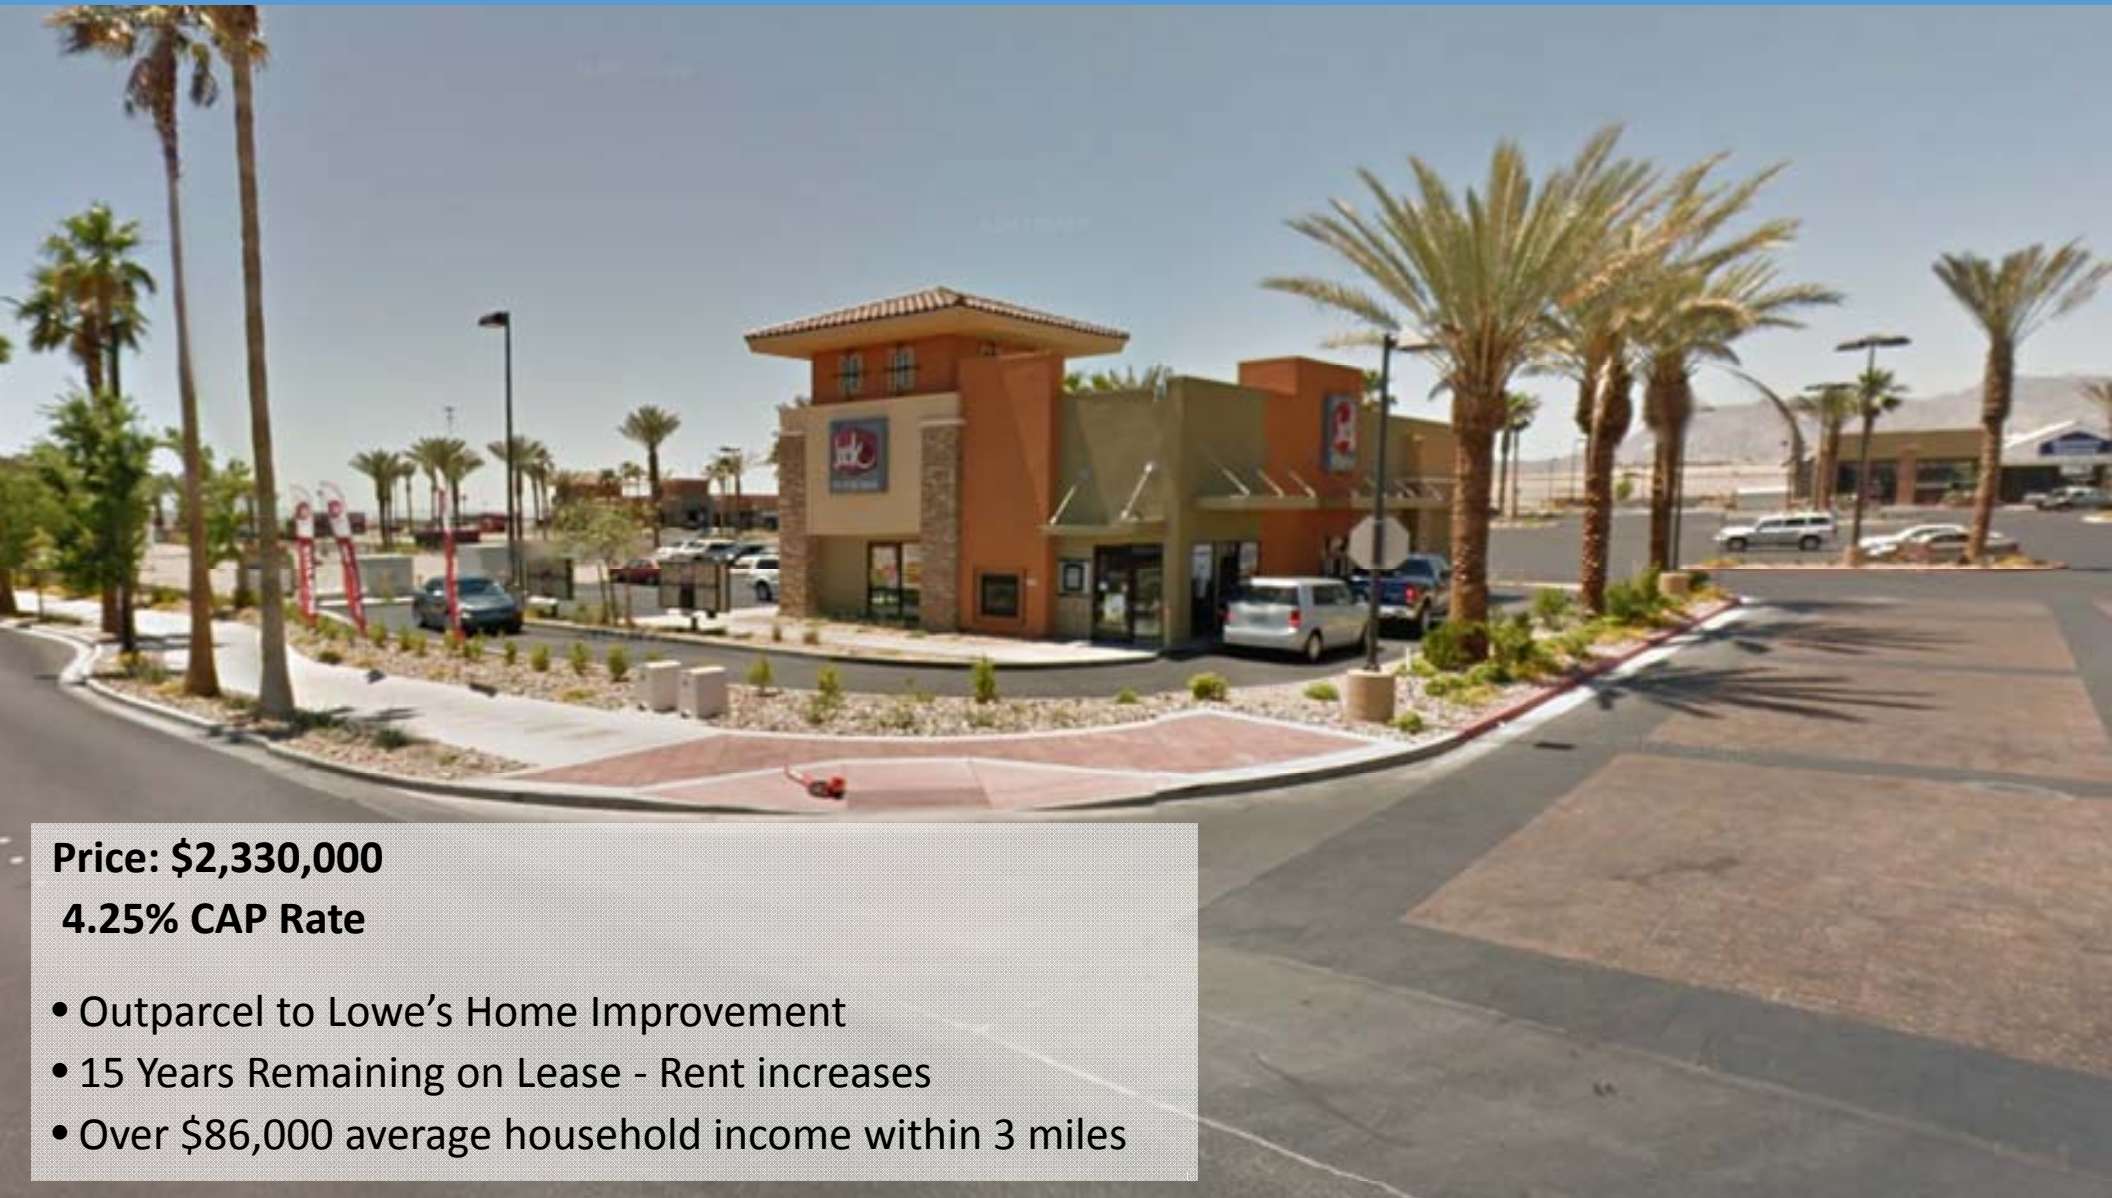 Price: $2,330,000
4.25% CAP Rate
• Outparcel to Lowe’s Home Improvement
• 15 Years Remaining on Lease - Rent increases
• Over $86,000 average household income within 3 miles